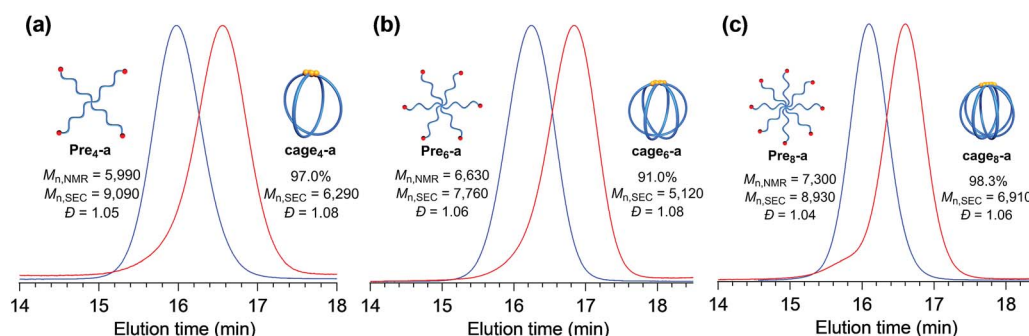 (a)
Pre4-a
Mn,NMR = 5,990
Mn,SEC = 9,090
Đ = 1.05
cage4-a
97.0%
Mn,SEC = 6,290
Đ = 1.08
14 15 16 17 18
Elution time (min)
(b)
Pre6-a
Mn,NMR = 6,630
Mn,SEC = 7,760
Đ = 1.06
cage6-a
91.0%
Mn,SEC = 5,120
Đ = 1.08
14 15 16 17 18
Elution time (min)
(c)
Pre8-a
Mn,NMR = 7,300
Mn,SEC = 8,930
Đ = 1.04
cage8-a
98.3%
Mn,SEC = 6,910
Đ = 1.06
14 15 16 17 18
Elution time (min)